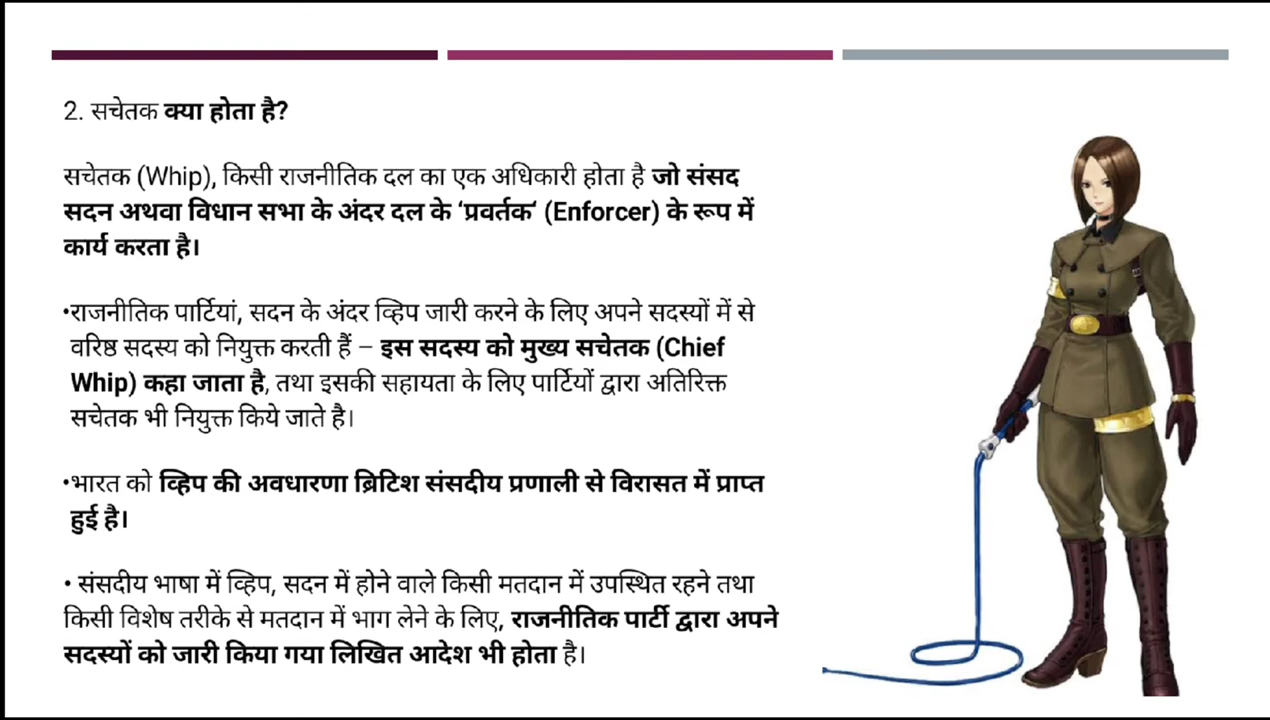 2. सचेतक क्या होता है?
सचेतक (Whip), किसी राजनीतिक दल का एक अधिकारी होता है जो संसद
सदन अथवा विधान सभा के अंदर दल के ‘प्रवर्तक‘ (Enforcer) के रूप में
कार्य करता है।
•राजनीतिक पार्टियां, सदन के अंदर व्हिप जारी करने के लिए अपने सदस्यों में से
वरिष्ठ सदस्य को नियुक्त करती हैं – इस सदस्य को मुख्य सचेतक (Chief
Whip) कहा जाता है, तथा इसकी सहायता के लिए पार्टियों द्वारा अतिरिक्त
सचेतक भी नियुक्त किये जाते है।
•भारत को व्हिप की अवधारणा ब्रिटिश संसदीय प्रणाली से विरासत में प्राप्त
हुई है।
• संसदीय भाषा में व्हिप, सदन में होने वाले किसी मतदान में उपस्थित रहने तथा
किसी विशेष तरीके से मतदान में भाग लेने के लिए, राजनीतिक पार्टी द्वारा अपने
सदस्यों को जारी किया गया लिखित आदेश भी होता है।